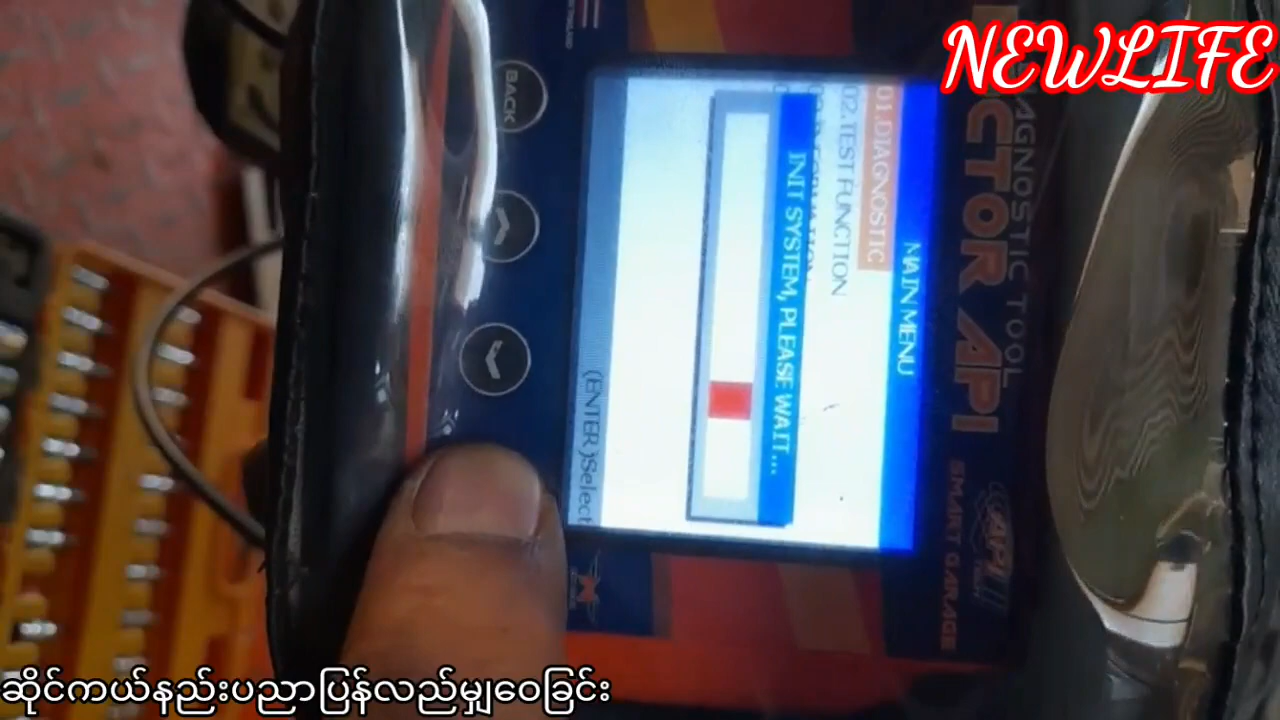 NEWLIFE
DIAGNOSTIC TOOL
API
SMART GARAGE
MAIN MENU
01.DIAGNOSTIC
02.TEST FUNCTION
INIT SYSTEM, PLEASE WAIT...
(ENTER)Select
BACK
ဆိုင်ကယ်နည်းပညာပြန်လည်မျှဝေခြင်း